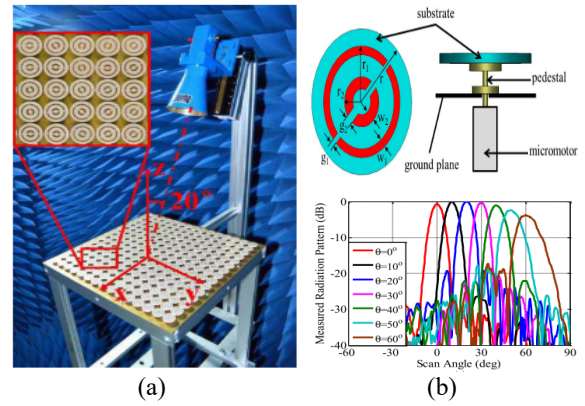 z
20°
x
y
(a)
substrate
r₁
r
r₂
g₂
w₂
g₁
w₁
pedestal
ground plane
micromotor
Measured Radiation Pattern (dB)
0
-10
-20
-30
-40
θ=0°
θ=10°
θ=20°
θ=30°
θ=40°
θ=50°
θ=60°
-60
-30
0
30
60
90
Scan Angle (deg)
(b)